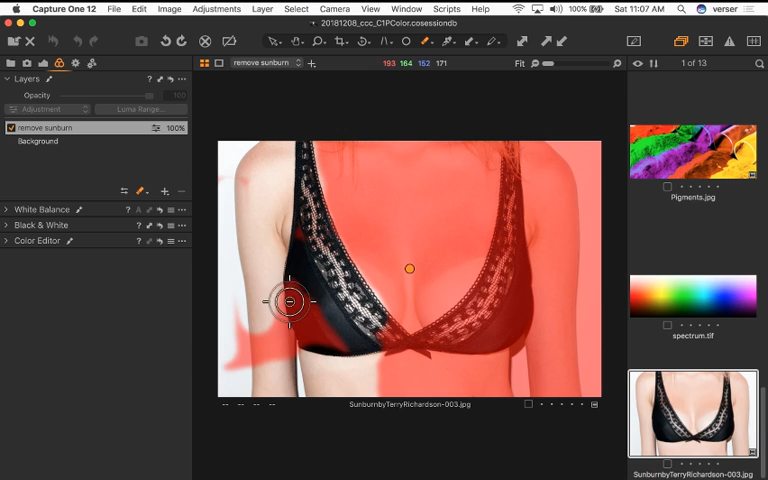 Capture One 12 File Edit Image Adjustments Layer Select Camera View Window Scripts Help 100% Sat 11:07 AM verser
20181208_ccc_C1PColor.cosessiondb
remove sunburn
193 164 152 171
Fit
1 of 13
Layers
Opacity 100
Adjustment Luma Range...
remove sunburn 100%
Background
White Balance
Black & White
Color Editor
Pigments.jpg
spectrum.tif
SunburnbyTerryRichardson-003.jpg
-- -- -- -- SunburnbyTerryRichardson-003.jpg